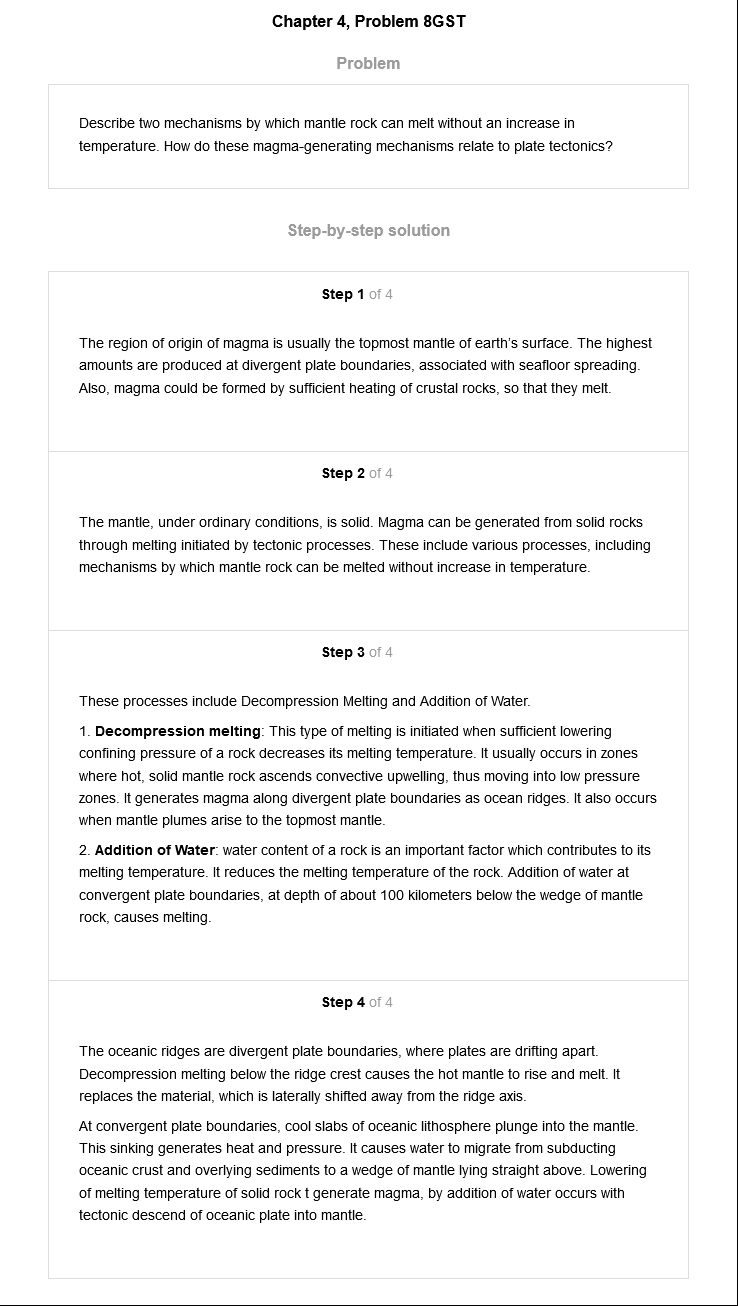 Chapter 4, Problem 8GST
Problem
Describe two mechanisms by which mantle rock can melt without an increase in
temperature. How do these magma-generating mechanisms relate to plate tectonics?
Step-by-step solution
Step 1 of 4
The region of origin of magma is usually the topmost mantle of earth's surface. The highest
amounts are produced at divergent plate boundaries, associated with seafloor spreading.
Also, magma could be formed by sufficient heating of crustal rocks, so that they melt.
Step 2 of 4
The mantle, under ordinary conditions, is solid. Magma can be generated from solid rocks
through melting initiated by tectonic processes. These include various processes, including
mechanisms by which mantle rock can be melted without increase in temperature.
Step 3 of 4
These processes include Decompression Melting and Addition of Water.
1. Decompression melting: This type of melting is initiated when sufficient lowering
confining pressure of a rock decreases its melting temperature. It usually occurs in zones
where hot, solid mantle rock ascends convective upwelling, thus moving into low pressure
zones. It generates magma along divergent plate boundaries as ocean ridges. It also occurs
when mantle plumes arise to the topmost mantle.
2. Addition of Water: water content of a rock is an important factor which contributes to its
melting temperature. It reduces the melting temperature of the rock. Addition of water at
convergent plate boundaries, at depth of about 100 kilometers below the wedge of mantle
rock, causes melting.
Step 4 of 4
The oceanic ridges are divergent plate boundaries, where plates are drifting apart.
Decompression melting below the ridge crest causes the hot mantle to rise and melt. It
replaces the material, which is laterally shifted away from the ridge axis.
At convergent plate boundaries, cool slabs of oceanic lithosphere plunge into the mantle.
This sinking generates heat and pressure. It causes water to migrate from subducting
oceanic crust and overlying sediments to a wedge of mantle lying straight above. Lowering
of melting temperature of solid rock t generate magma, by addition of water occurs with
tectonic descend of oceanic plate into mantle.